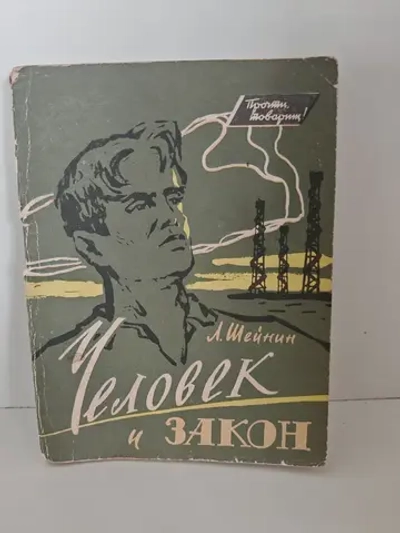 Прочти,
товарищ!
Л. Шейнин
Человек
и ЗАКОН